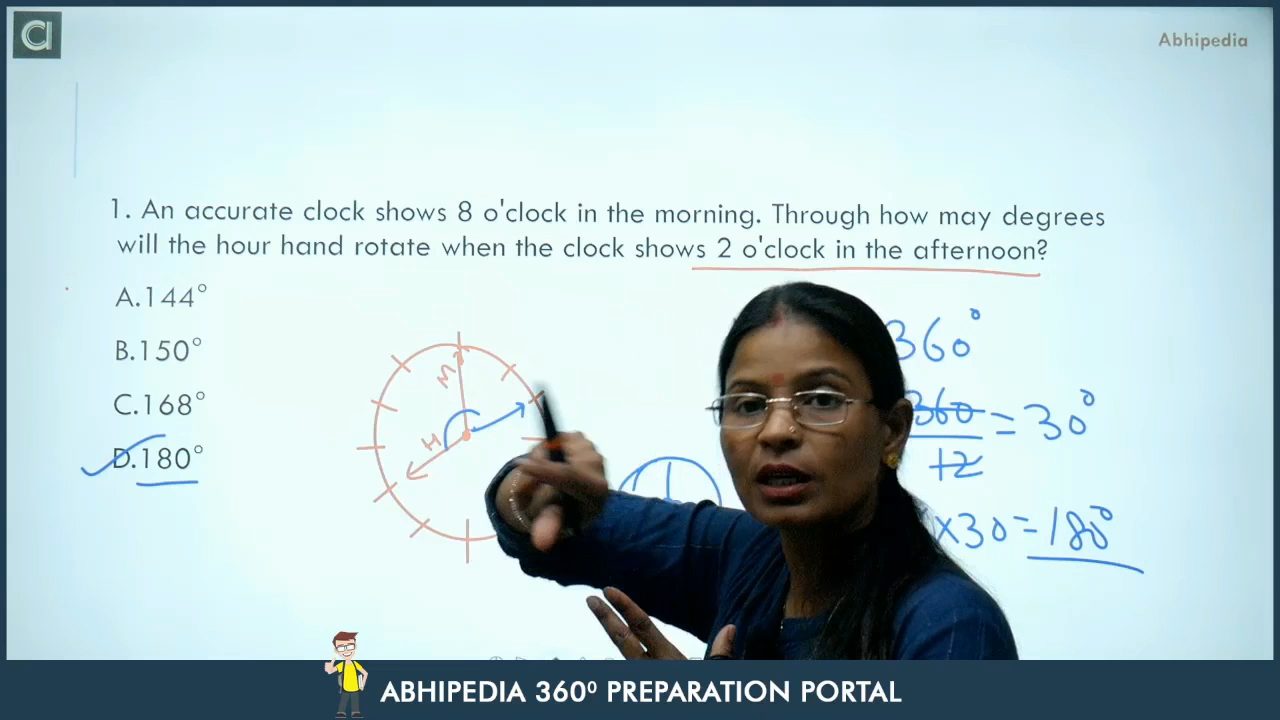 Abhipedia
1. An accurate clock shows 8 o'clock in the morning. Through how may degrees
will the hour hand rotate when the clock shows 2 o'clock in the afternoon?
A.144°
B.150°
C.168°
D.180°
M
H
360°
360
12
= 30°
x30 = 180°
ABHIPEDIA 360⁰ PREPARATION PORTAL